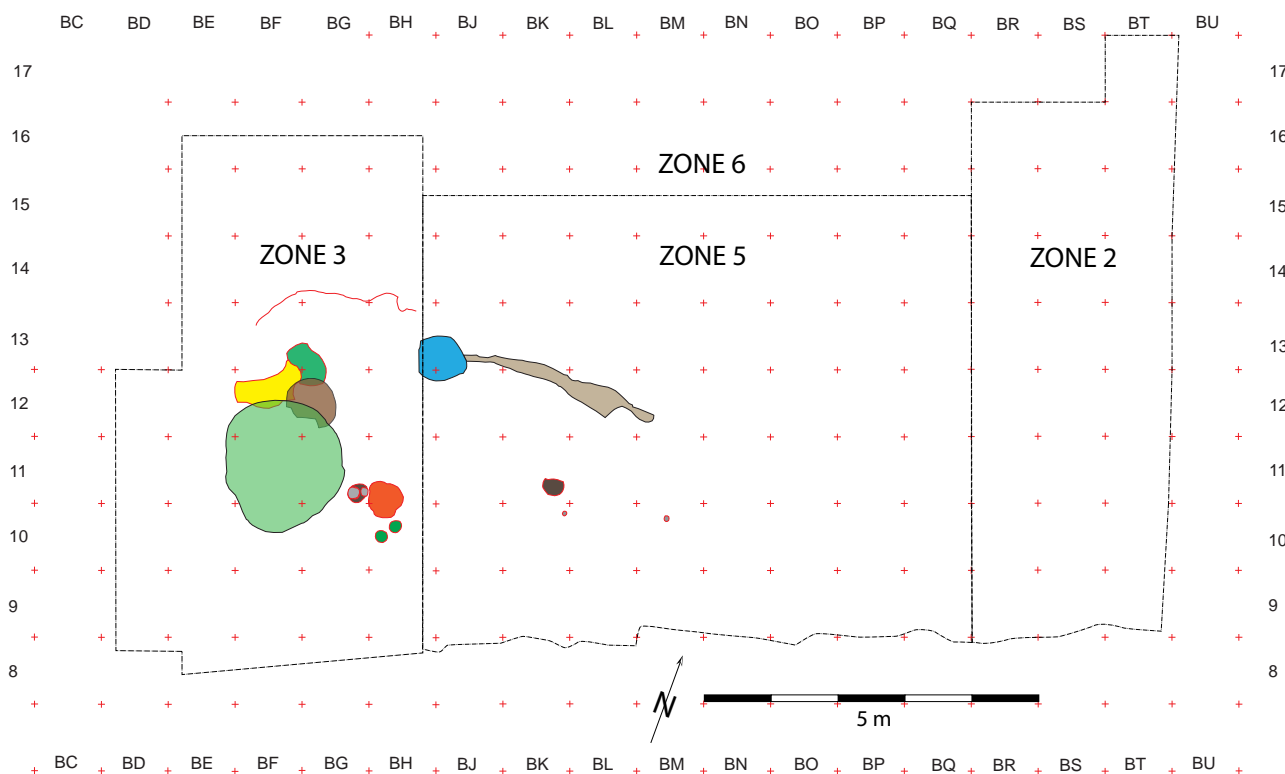 BC BD BE BF BG BH BJ BK BL BM BN BO BP BQ BR BS BT BU
17 17
16 16
ZONE 6
15 15
ZONE 3 ZONE 5 ZONE 2
14 14
13 13
12 12
11 11
10 10
9 9
8 8
N
5 m
BC BD BE BF BG BH BJ BK BL BM BN BO BP BQ BR BS BT BU